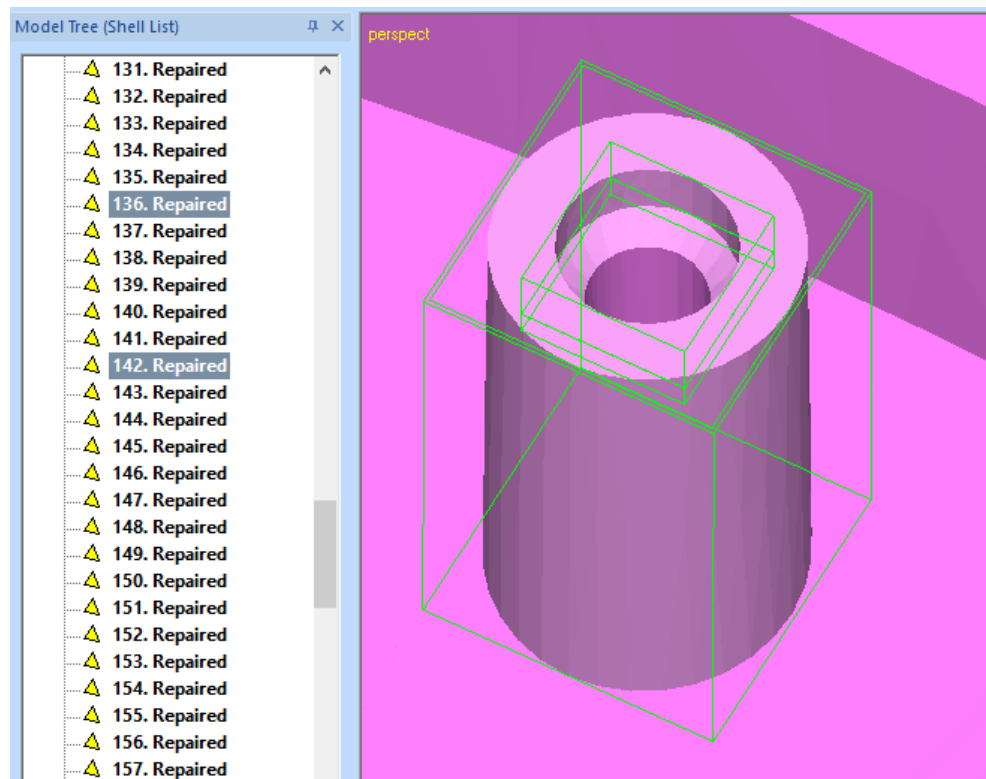 Model Tree (Shell List)
perspect
131. Repaired
132. Repaired
133. Repaired
134. Repaired
135. Repaired
136. Repaired
137. Repaired
138. Repaired
139. Repaired
140. Repaired
141. Repaired
142. Repaired
143. Repaired
144. Repaired
145. Repaired
146. Repaired
147. Repaired
148. Repaired
149. Repaired
150. Repaired
151. Repaired
152. Repaired
153. Repaired
154. Repaired
155. Repaired
156. Repaired
157. Repaired